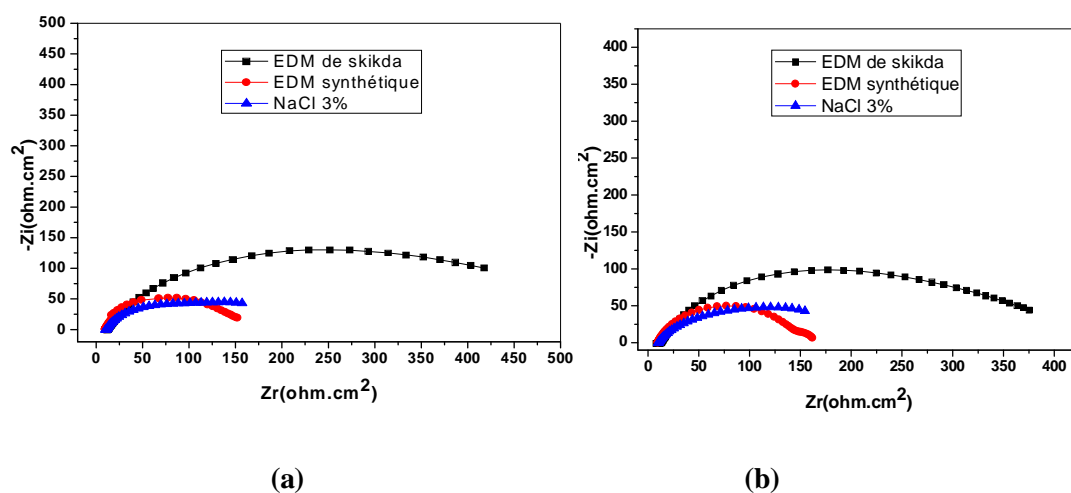 (a)
500
450
400
350
300
250
200
150
100
50
0
-Zi(ohm.cm2)
EDM de skikda
EDM synthétique
NaCl 3%
0 50 100 150 200 250 300 350 400 450 500
Zr(ohm.cm2)
(a)
(b)
400
350
300
250
200
150
100
50
0
-Zi(ohm.cm2)
EDM de skikda
EDM synthétique
NaCl 3%
0 50 100 150 200 250 300 350 400
Zr(ohm.cm2)
(b)